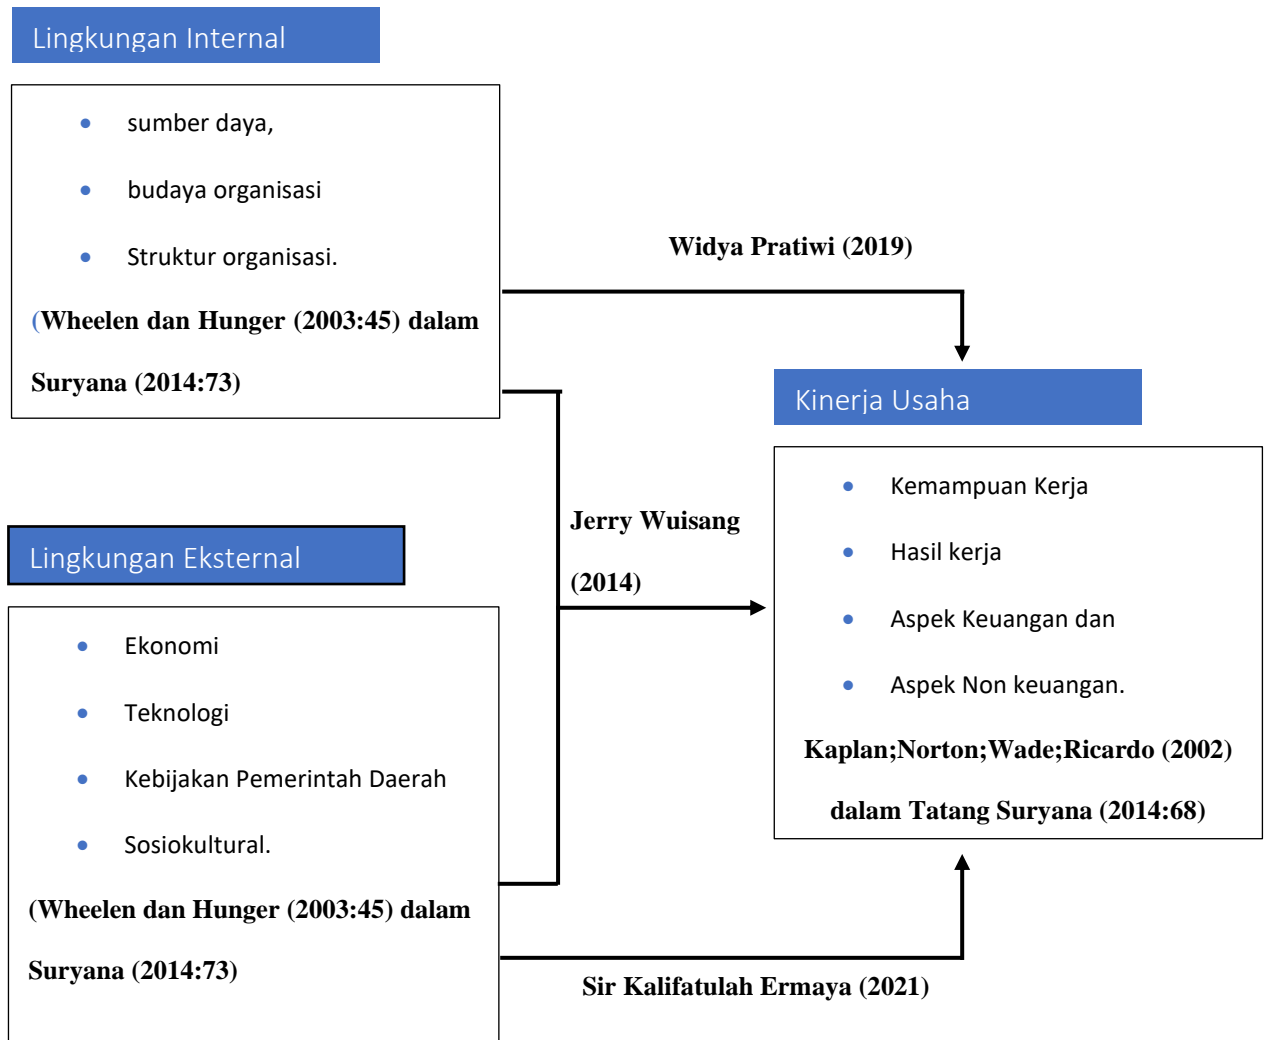 Lingkungan Internal
• sumber daya,
• budaya organisasi
• Struktur organisasi.
(Wheelen dan Hunger (2003:45) dalam
Suryana (2014:73)
Widya Pratiwi (2019)
Kinerja Usaha
• Kemampuan Kerja
• Hasil kerja
• Aspek Keuangan dan
• Aspek Non keuangan.
Kaplan;Norton;Wade;Ricardo (2002)
dalam Tatang Suryana (2014:68)
Jerry Wuisang
(2014)
Lingkungan Eksternal
• Ekonomi
• Teknologi
• Kebijakan Pemerintah Daerah
• Sosiokultural.
(Wheelen dan Hunger (2003:45) dalam
Suryana (2014:73)
Sir Kalifatulah Ermaya (2021)